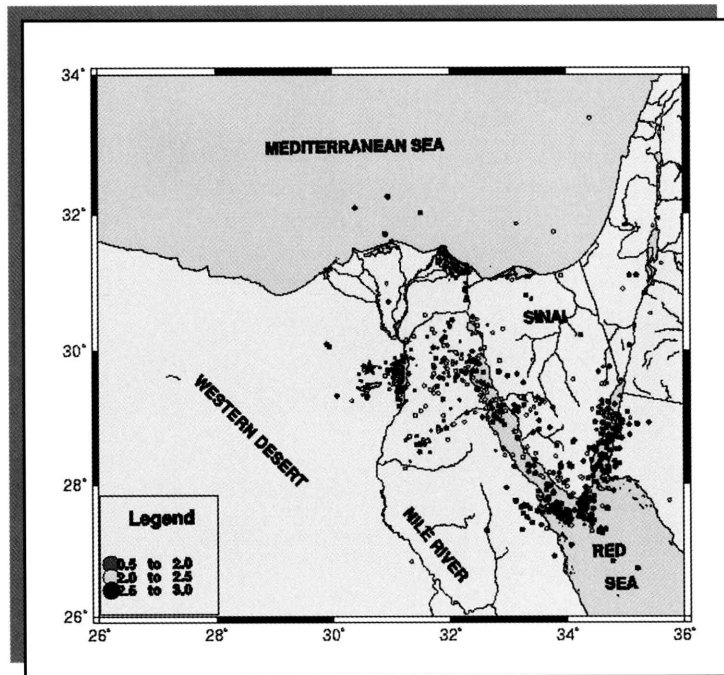 34°
MEDITERRANEAN SEA
32°
SINAI
30°
WESTERN DESERT
28°
Legend
NILE RIVER
0.5 to 2.0
RED
2.0 to 2.5
SEA
2.5 to 3.0
26°
26° 28° 30° 32° 34° 36°